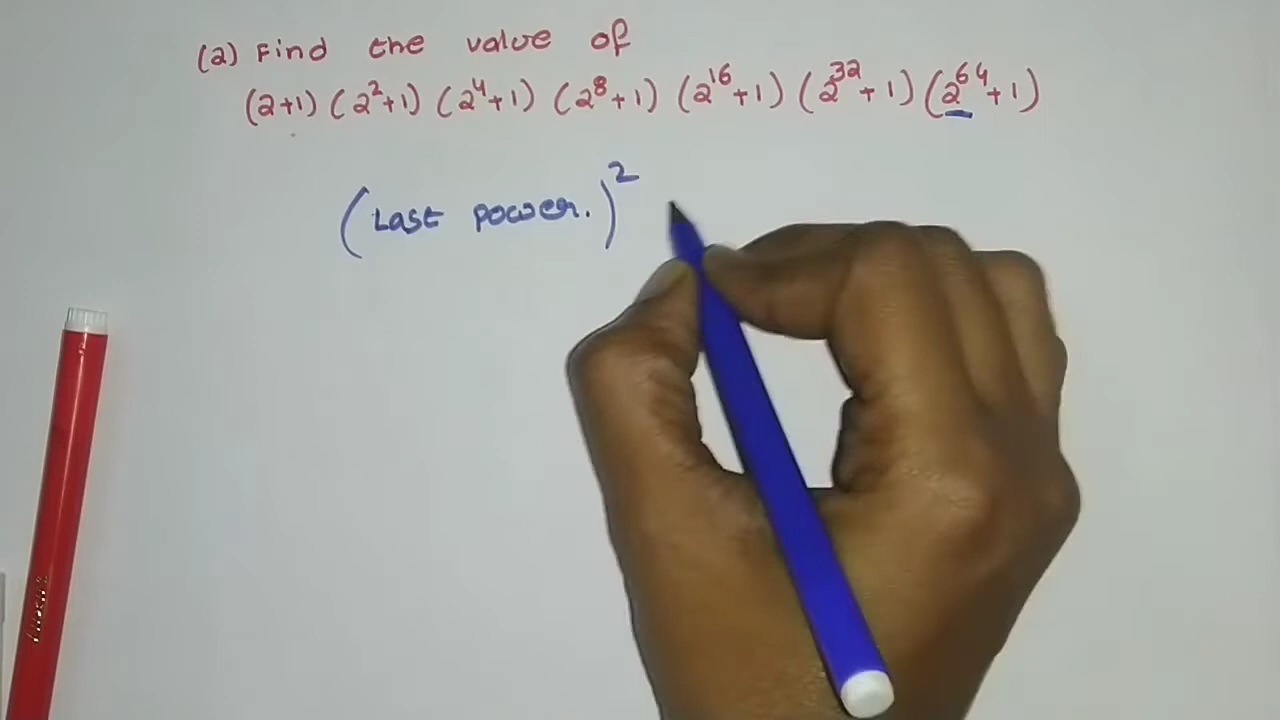 (2) Find the value of
(2+1) (2²+1) (2⁴+1) (2⁸+1) (2¹⁶+1) (2³²+1) (2⁶⁴+1)
(Last power.)²